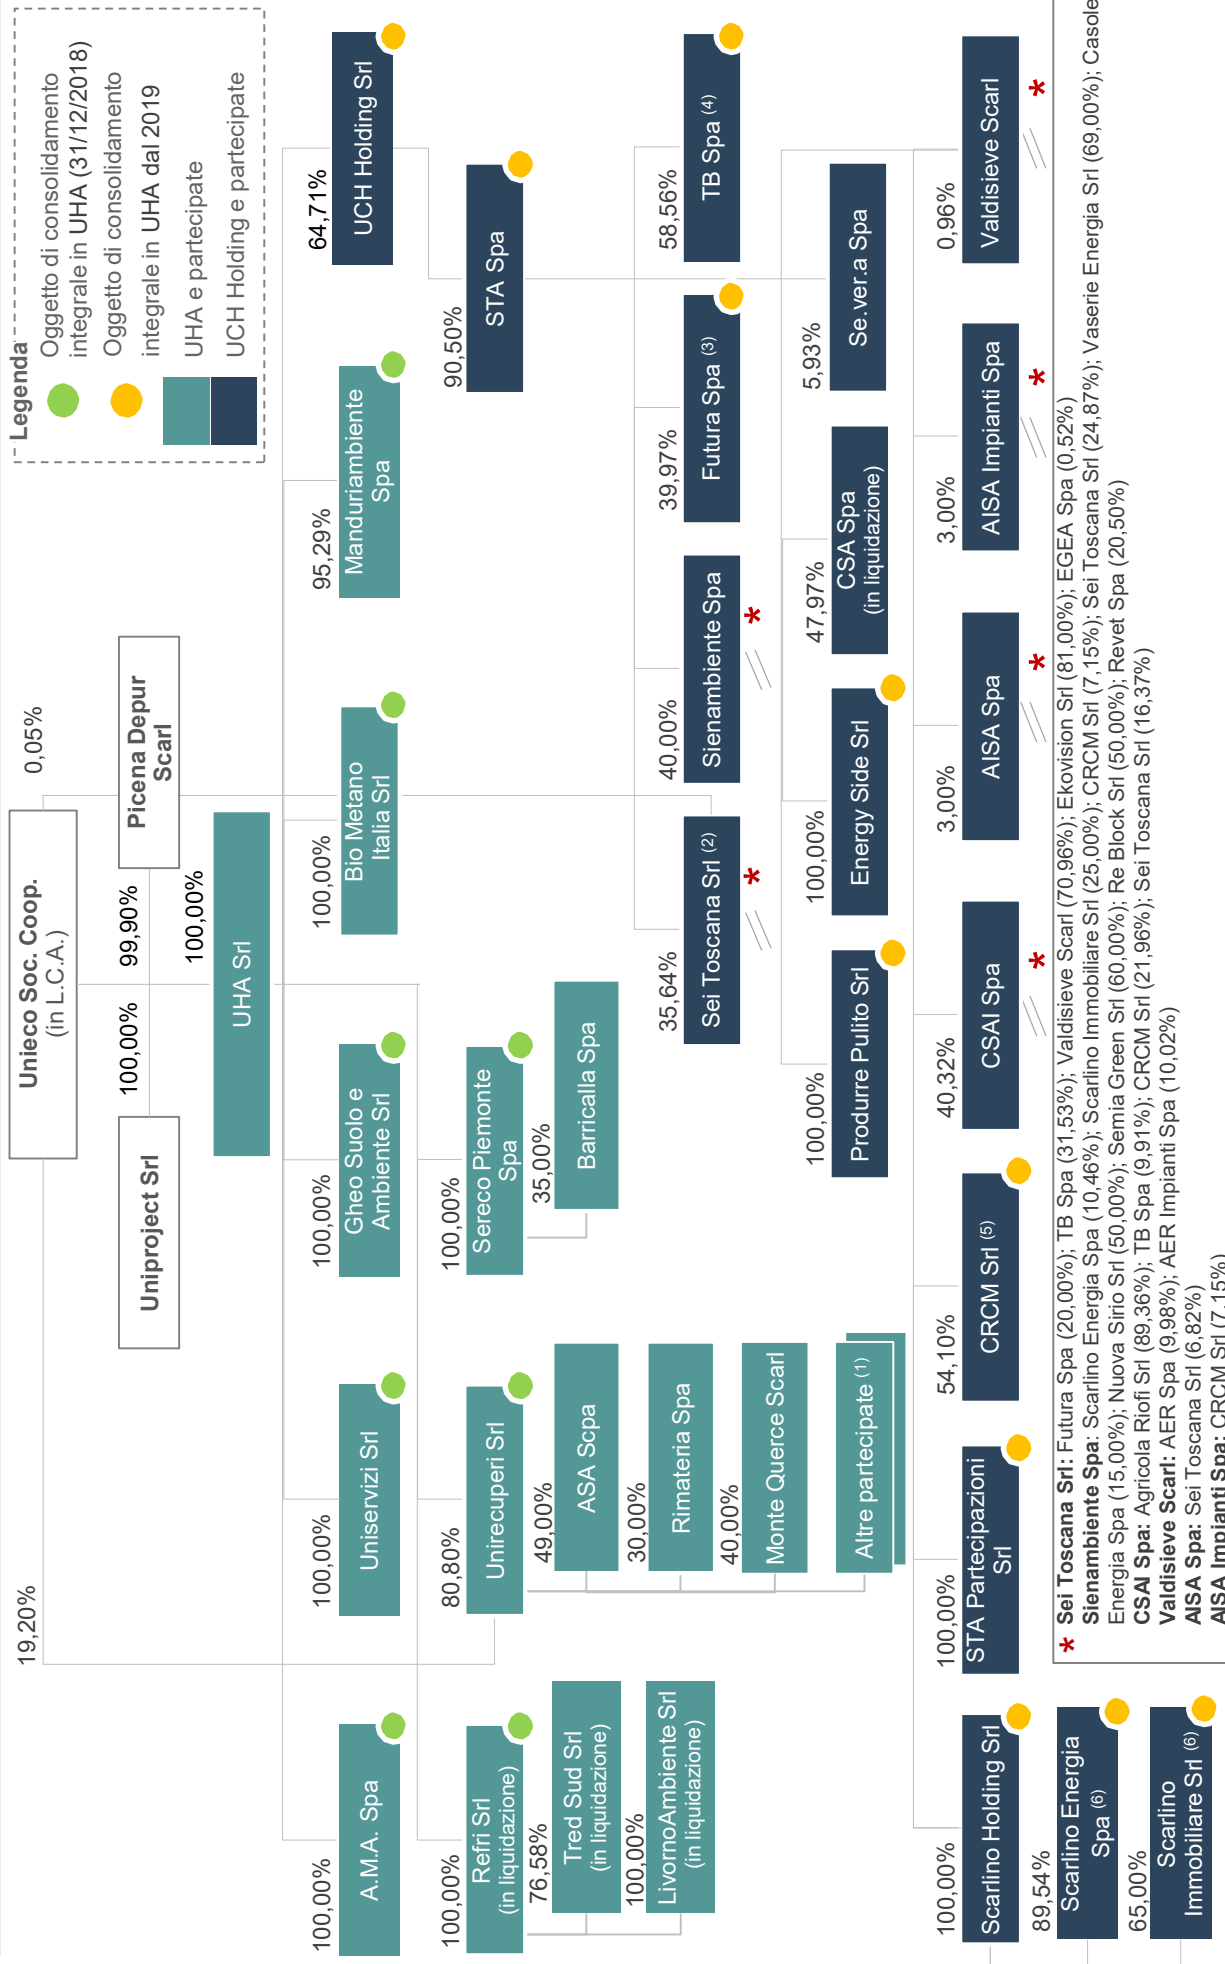 Unieco Soc. Coop.
(in L.C.A.)
19,20%
0,05%
Legenda
Oggetto di consolidamento
integrale in UHA (31/12/2018)
Oggetto di consolidamento
integrale in UHA dal 2019
UHA e partecipate
UCH Holding e partecipate
Uniproject Srl
100,00%
99,90%
Picena Depur
Scarl
100,00%
UHA Srl
100,00%
A.M.A. Spa
100,00%
Uniservizi Srl
100,00%
Gheo Suolo e
Ambiente Srl
100,00%
Bio Metano
Italia Srl
95,29%
Manduriambiente
Spa
64,71%
UCH Holding Srl
100,00%
Refri Srl
(in liquidazione)
80,80%
Unirecuperi Srl
100,00%
Sereco Piemonte
Spa
90,50%
STA Spa
76,58%
Tred Sud Srl
(in liquidazione)
49,00%
ASA Scpa
35,00%
Barricalla Spa
100,00%
LivornoAmbiente Srl
(in liquidazione)
30,00%
Rimateria Spa
35,64%
Sei Toscana Srl (2)
*
40,00%
Sienambiente Spa
*
39,97%
Futura Spa (3)
58,56%
TB Spa (4)
40,00%
Monte Querce Scarl
Altre partecipate (1)
100,00%
Produrre Pulito Srl
100,00%
Energy Side Srl
47,97%
CSA Spa
(in liquidazione)
5,93%
Se.ver.a Spa
100,00%
Scarlino Holding Srl
100,00%
STA Partecipazioni
Srl
54,10%
CRCM Srl (5)
40,32%
CSAI Spa
*
3,00%
AISA Spa
*
3,00%
AISA Impianti Spa
*
0,96%
Valdisieve Scarl
*
89,54%
Scarlino Energia
Spa (6)
65,00%
Scarlino
Immobiliare Srl (6)
* Sei Toscana Srl: Futura Spa (20,00%); TB Spa (31,53%); Valdisieve Scarl (70,96%); Ekovision Srl (81,00%); EGEA Spa (0,52%)
Sienambiente Spa: Scarlino Energia Spa (10,46%); Scarlino Immobiliare Srl (25,00%); CRCM Srl (7,15%); Sei Toscana Srl (24,87%); Vaserie Energia Srl (69,00%); Casole
Energia Spa (15,00%); Nuova Sirio Srl (50,00%); Semia Green Srl (60,00%); Re Block Srl (50,00%); Revet Spa (20,50%)
CSAI Spa: Agricola Riofi Srl (89,36%); TB Spa (9,91%); CRCM Srl (21,96%); Sei Toscana Srl (16,37%)
Valdisieve Scarl: AER Spa (9,98%); AER Impianti Spa (10,02%)
AISA Spa: Sei Toscana Srl (6,82%)
AISA Impianti Spa: CRCM Srl (7,15%)